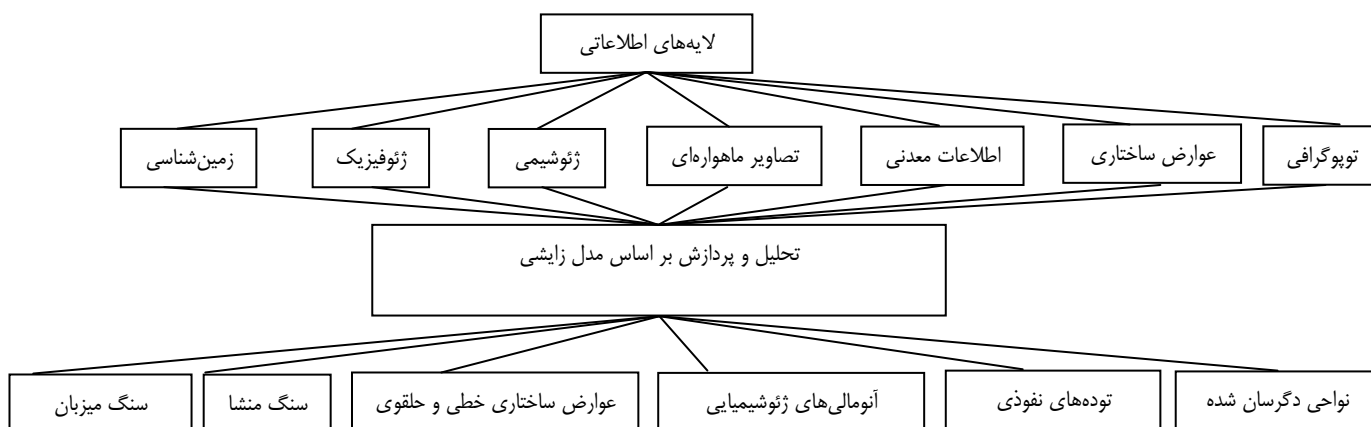 لایه‌های اطلاعاتی
توپوگرافی
عوارض ساختاری
اطلاعات معدنی
تصاویر ماهواره‌ای
ژئوشیمی
ژئوفیزیک
زمین‌شناسی
تحلیل و پردازش بر اساس مدل زایشی
نواحی دگرسان شده
توده‌های نفوذی
آنومالی‌های ژئوشیمیایی
عوارض ساختاری خطی و حلقوی
سنگ منشا
سنگ میزبان